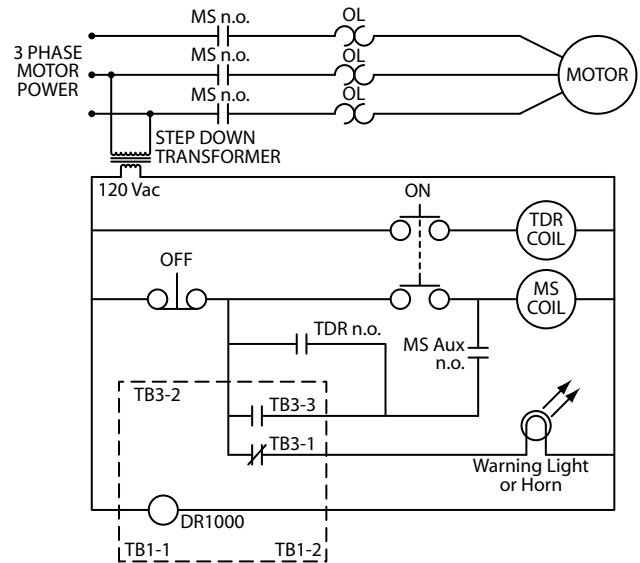 MS n.o.
OL
3 PHASE
MOTOR
POWER
MS n.o.
OL
MOTOR
MS n.o.
OL
STEP DOWN
TRANSFORMER
120 Vac
ON
TDR
COIL
OFF
MS
COIL
TDR n.o.
MS Aux
n.o.
TB3-2
TB3-3
TB3-1
Warning Light
or Horn
DR1000
TB1-1
TB1-2